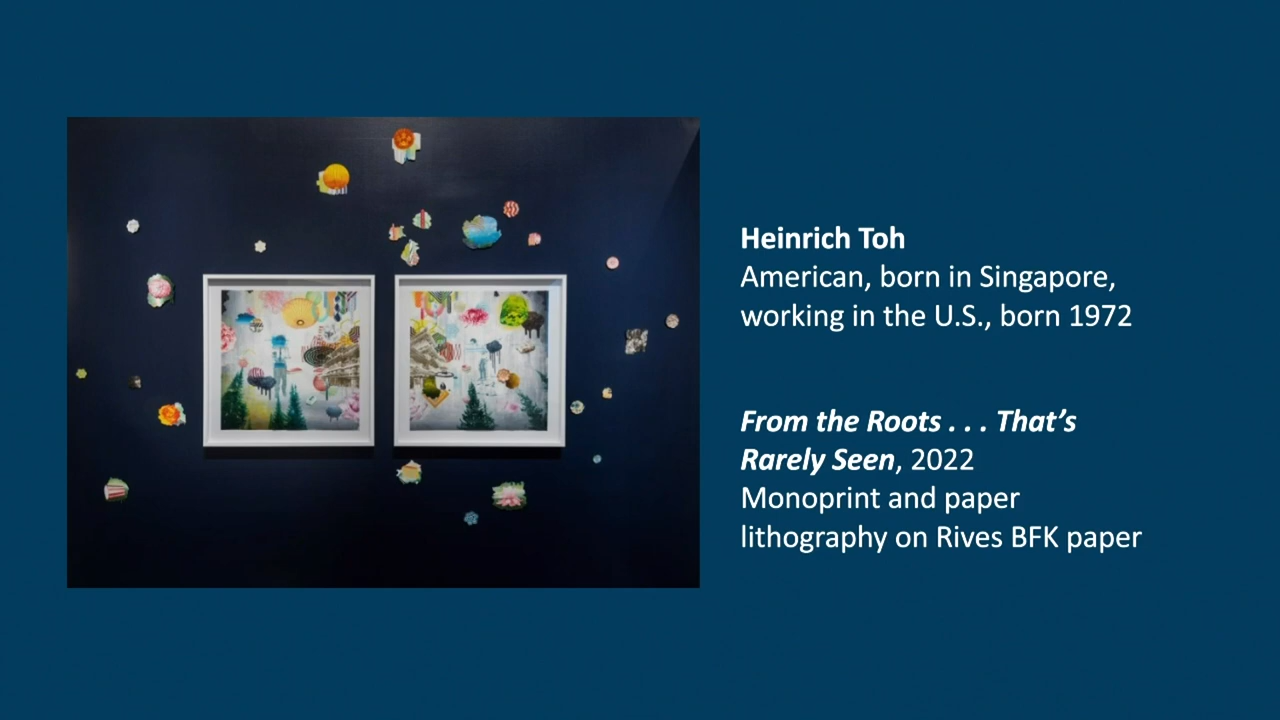 Heinrich Toh
American, born in Singapore,
working in the U.S., born 1972
From the Roots . . . That’s
Rarely Seen, 2022
Monoprint and paper
lithography on Rives BFK paper